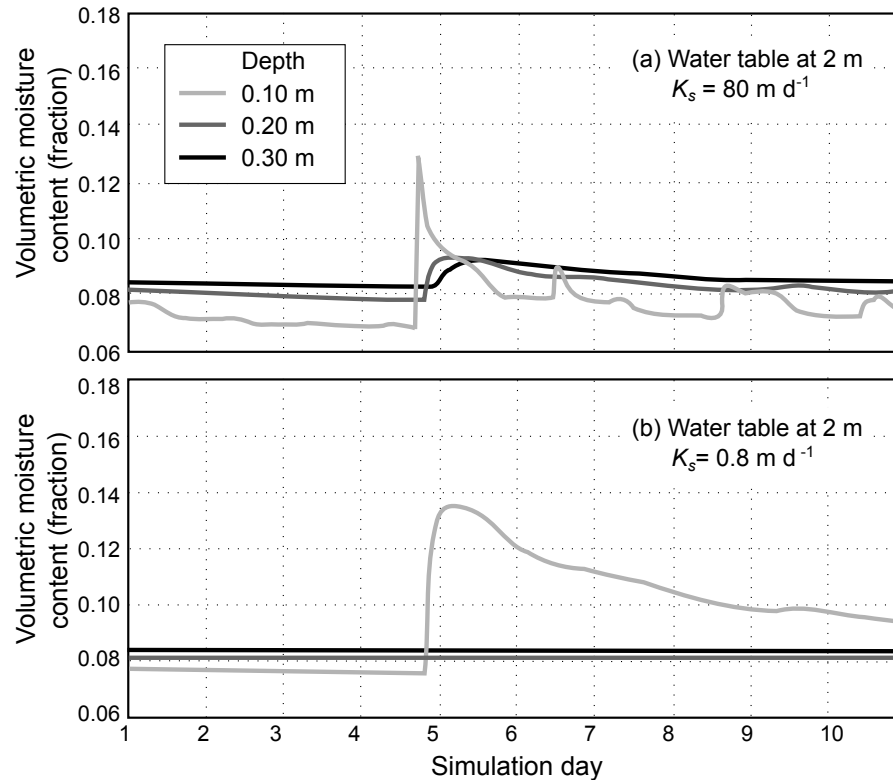 0.18
0.16
0.14
0.12
0.10
0.08
0.06
Volumetric moisture
content (fraction)
Depth
0.10 m
0.20 m
0.30 m
(a) Water table at 2 m
Ks = 80 m d-1
0.18
0.16
0.14
0.12
0.10
0.08
0.06
Volumetric moisture
content (fraction)
(b) Water table at 2 m
Ks= 0.8 m d -1
1 2 3 4 5 6 7 8 9 10
Simulation day